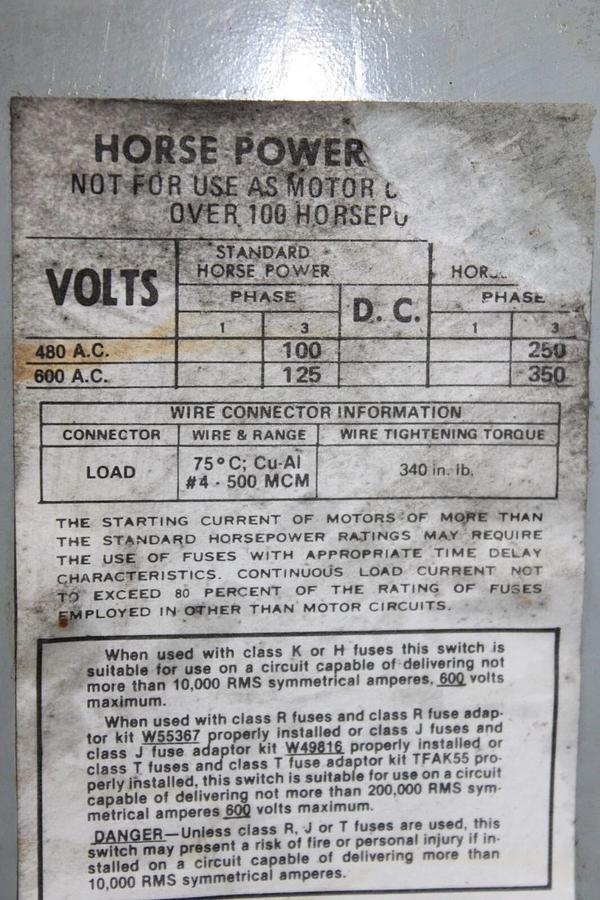 HORSE POWER
NOT FOR USE AS MOTOR
OVER 100
STANDARD
HORSE POWER
VOLTS
PHASE
D. C.
PHASE
1
3
1
3
480 A.C.
100
250
600 A.C.
125
350
WIRE CONNECTOR INFORMATION
CONNECTOR
WIRE & RANGE
WIRE TIGHTENING TORQUE
LOAD
75°C; Cu-Al
#4 - 500 MCM
340 in. lb.
THE STARTING CURRENT OF MOTORS OF MORE THAN
THE STANDARD HORSEPOWER RATINGS MAY REQUIRE
THE USE OF FUSES WITH APPROPRIATE TIME DELAY
CHARACTERISTICS. CONTINUOUS LOAD CURRENT NOT
TO EXCEED 80 PERCENT OF THE RATING OF FUSES
EMPLOYED IN OTHER THAN MOTOR CIRCUITS.
When used with class K or H fuses this switch is
suitable for use on a circuit capable of delivering not
more than 10,000 RMS symmetrical amperes, 600 volts
maximum.
When used with class R fuses and class R fuse adap-
tor kit W55367 properly installed or class J fuses and
class J fuse adaptor kit W49816 properly installed or
class T fuses and class T fuse adaptor kit TFAK55 pro-
perly installed, this switch is suitable for use on a circuit
capable of delivering not more than 200,000 RMS sym-
metrical amperes 600 volts maximum.
DANGER—Unless class R, J or T fuses are used, this
switch may present a risk of fire or personal injury if in-
stalled on a circuit capable of delivering more than
10,000 RMS symmetrical amperes.